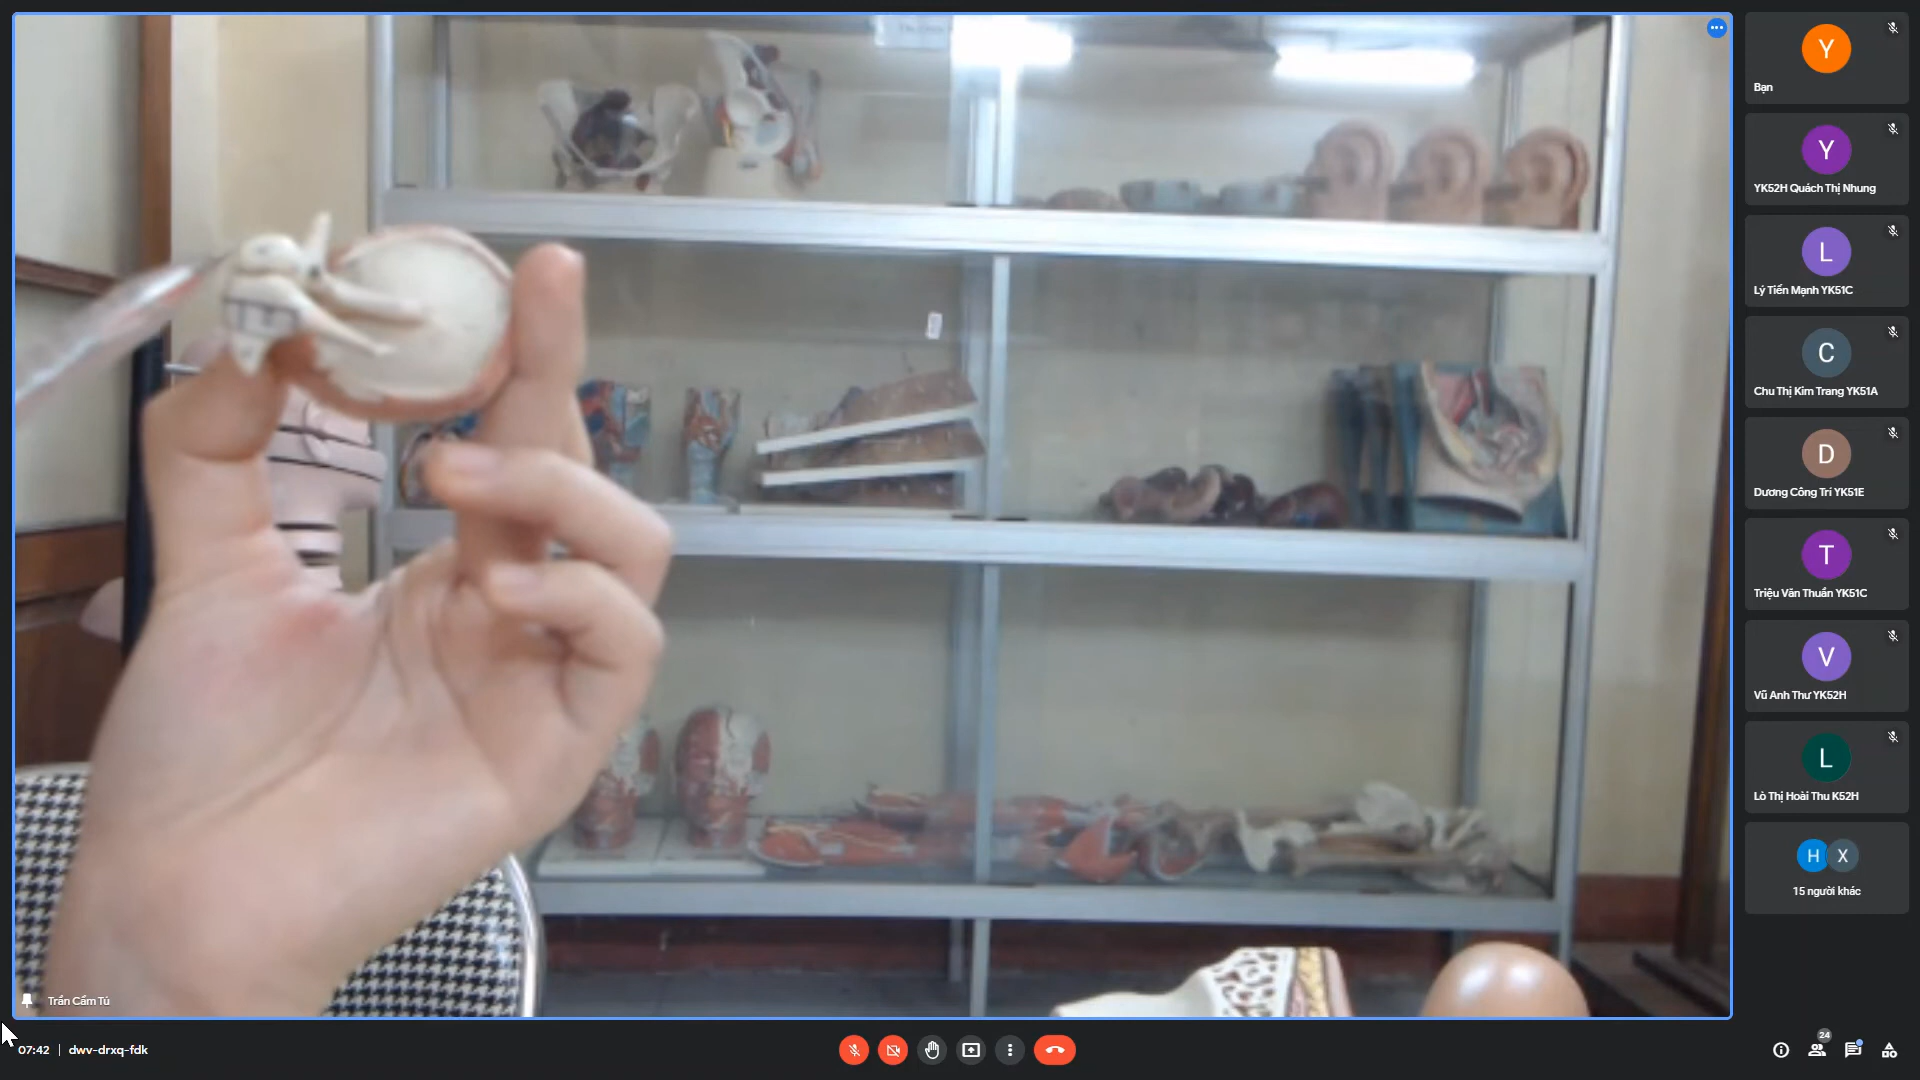 Y
Bạn
Y
YK52H Quách Thị Nhung
L
Lý Tiến Mạnh YK51C
C
Chu Thị Kim Trang YK51A
D
Dương Công Trí YK51E
T
Triệu Văn Thuần YK51C
V
Vũ Anh Thư YK52H
L
Lò Thị Hoài Thu K52H
H X
15 người khác
Trần Cẩm Tú
07:42 | dwv-drxq-fdk
24